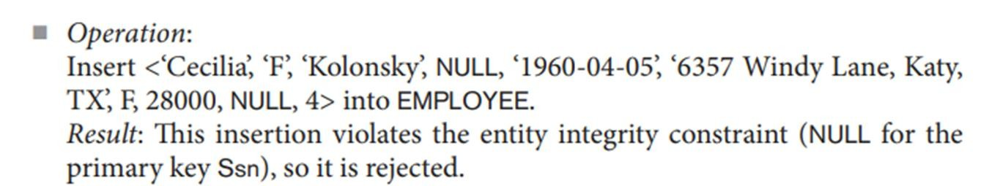 ■ Operation:
Insert <‘Cecilia’, ‘F’, ‘Kolonsky’, NULL, ‘1960-04-05’, ‘6357 Windy Lane, Katy,
TX’, F, 28000, NULL, 4> into EMPLOYEE.
Result: This insertion violates the entity integrity constraint (NULL for the
primary key Ssn), so it is rejected.